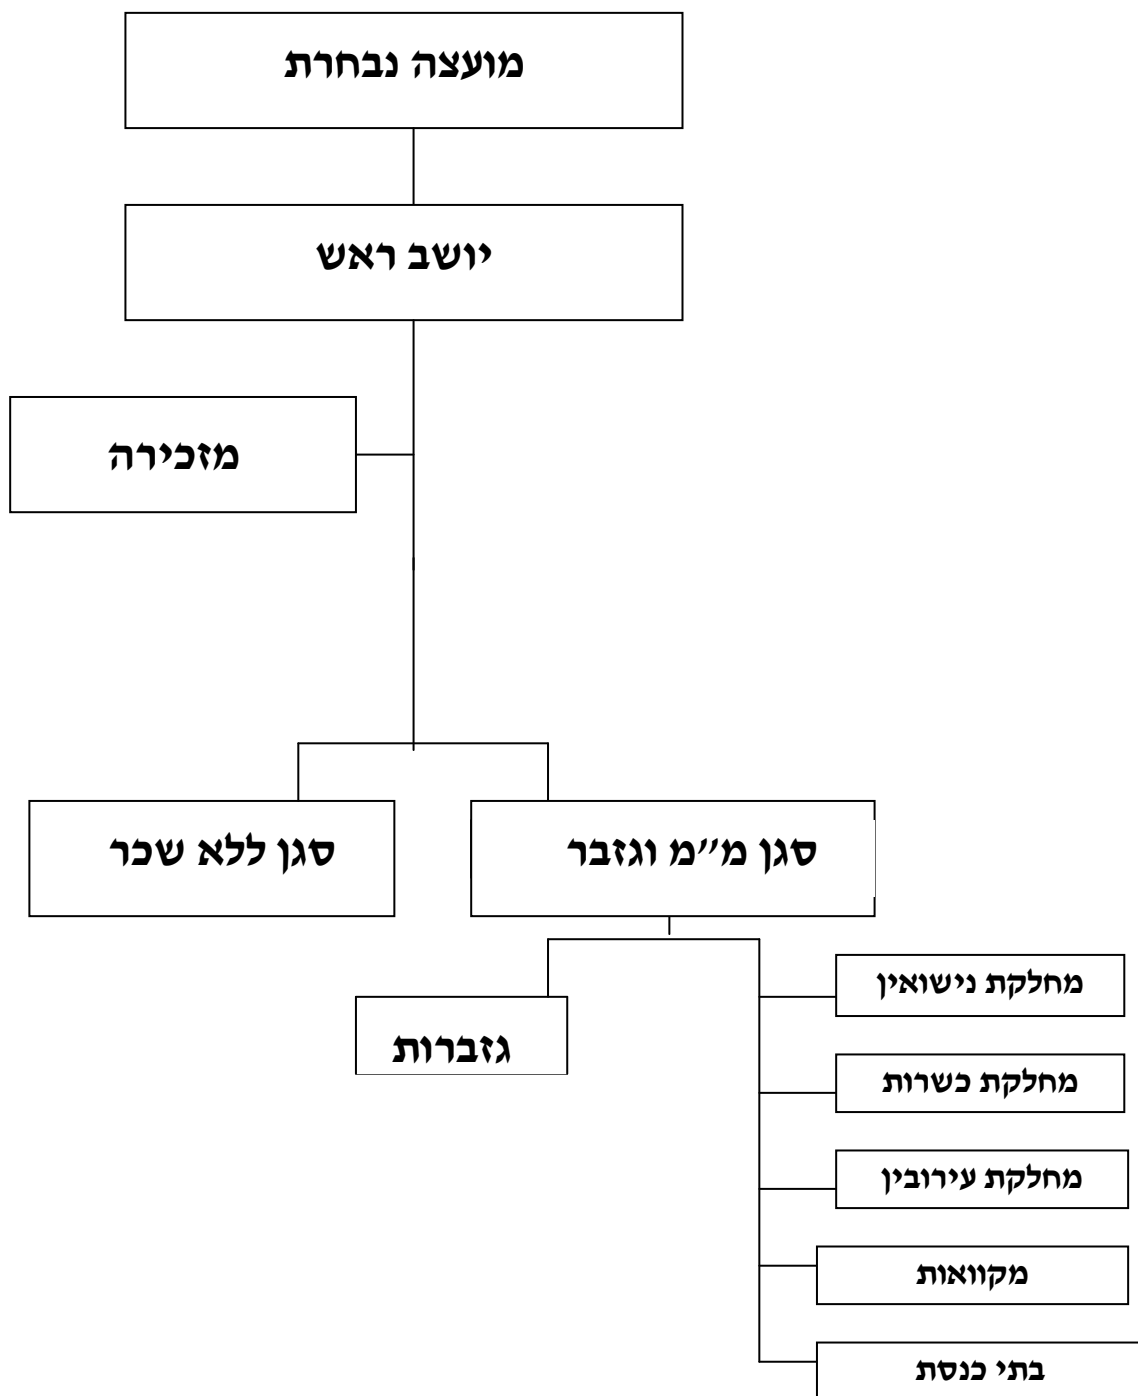 מועצה נבחרת
יושב ראש
מזכירה
סגן מ״מ וגזבר
סגן ללא שכר
מחלקת נישואין
גזברות
מחלקת כשרות
מחלקת עירובין
מקוואות
בתי כנסת